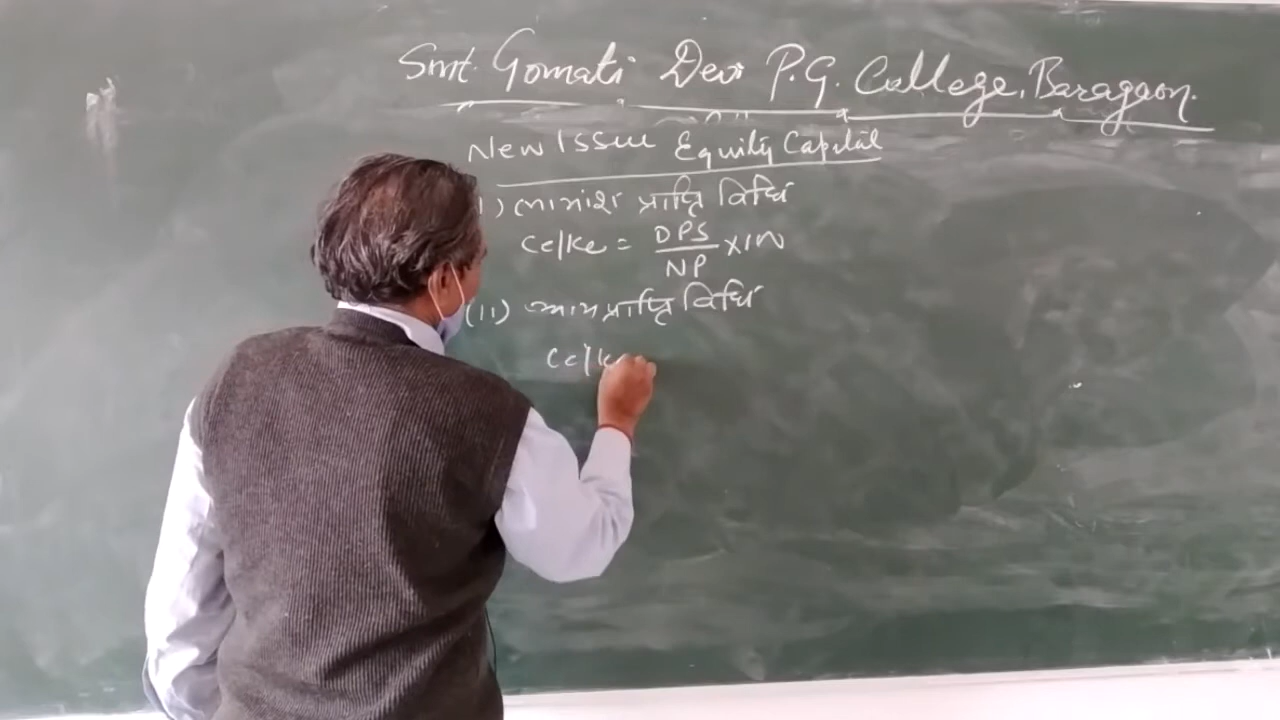 Smt. Gomati Devi P.G. College, Baragaon.
New Issue Equity Capital
) लाभांश प्राप्ति विधि
Ce/Ke = DPS/NP × 100
(II) आय प्राप्ति विधि
Ce/Ke